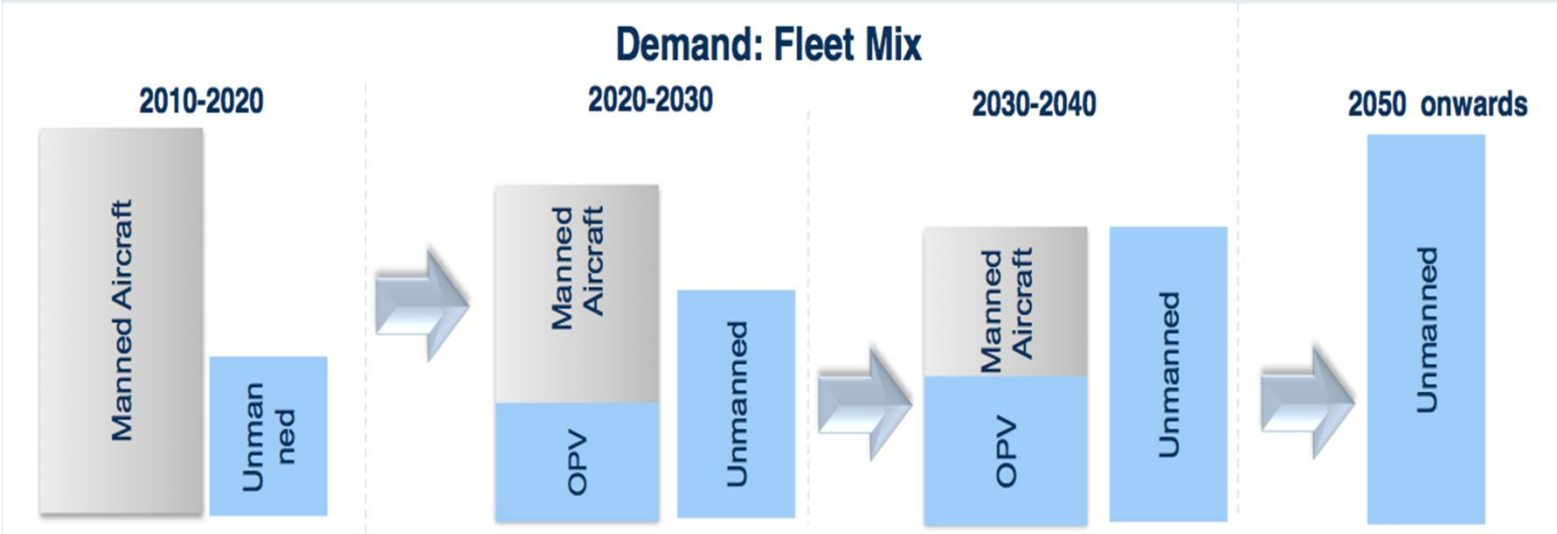 Demand: Fleet Mix
2010-2020
Manned Aircraft
Unman
ned
2020-2030
Manned
Aircraft
OPV
Unmanned
2030-2040
Manned
Aircraft
OPV
Unmanned
2050 onwards
Unmanned